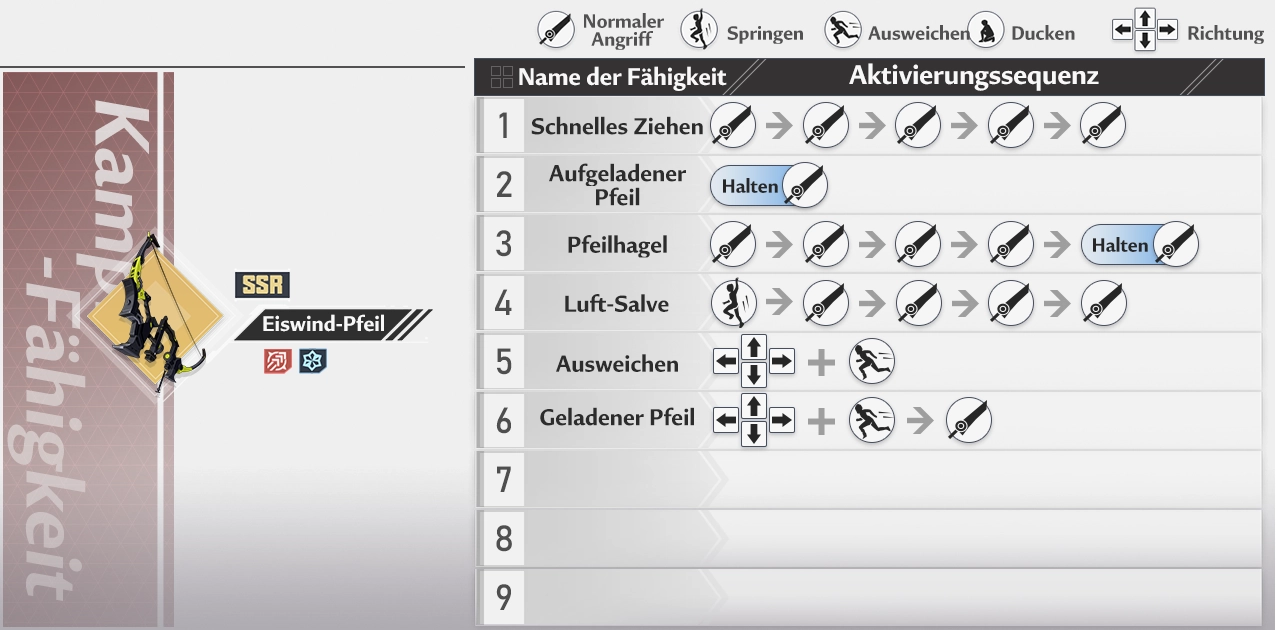 Normaler
Angriff
Springen
Ausweichen
Ducken
Richtung
Name der Fähigkeit
Aktivierungssequenz
Kampf
-Fähigkeit
SSR
Eiswind-Pfeil
1 Schnelles Ziehen
2 Aufgeladener
Pfeil
Halten
3 Pfeilhagel
Halten
4 Luft-Salve
5 Ausweichen
6 Geladener Pfeil
7
8
9